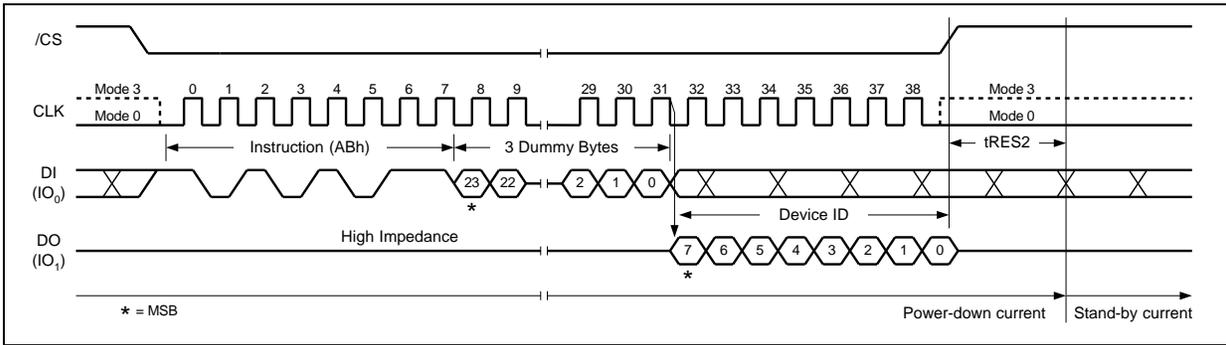 /CS
Mode 3 0 1 2 3 4 5 6 7 8 9 29 30 31 32 33 34 35 36 37 38 Mode 3
CLK
Mode 0 Mode 0
Instruction (ABh) 3 Dummy Bytes tRES2
DI
(IO0)
23 22 2 1 0
*
Device ID
High Impedance
DO
(IO1)
7 6 5 4 3 2 1 0
*
* = MSB
Power-down current Stand-by current